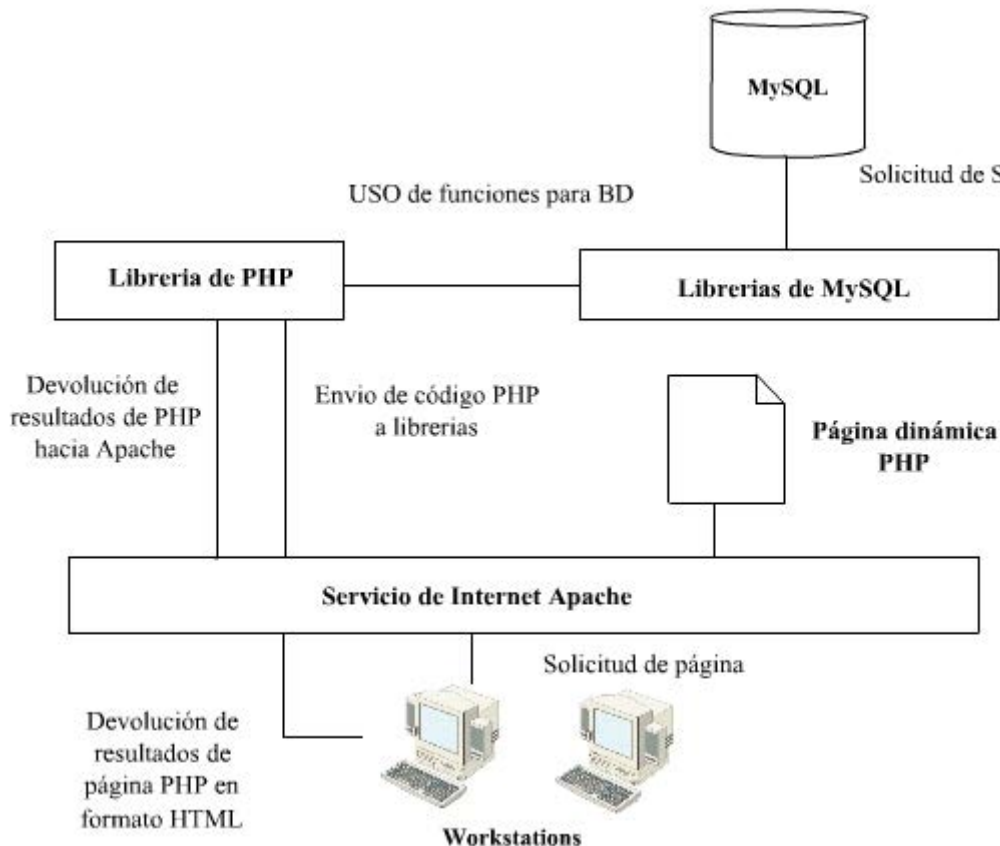 MySQL
Solicitud de S
USO de funciones para BD
Libreria de PHP
Librerias de MySQL
Devolución de
resultados de PHP
hacia Apache
Envio de código PHP
a librerias
Página dinámica
PHP
Servicio de Internet Apache
Solicitud de página
Devolución de
resultados de
página PHP en
formato HTML
Workstations